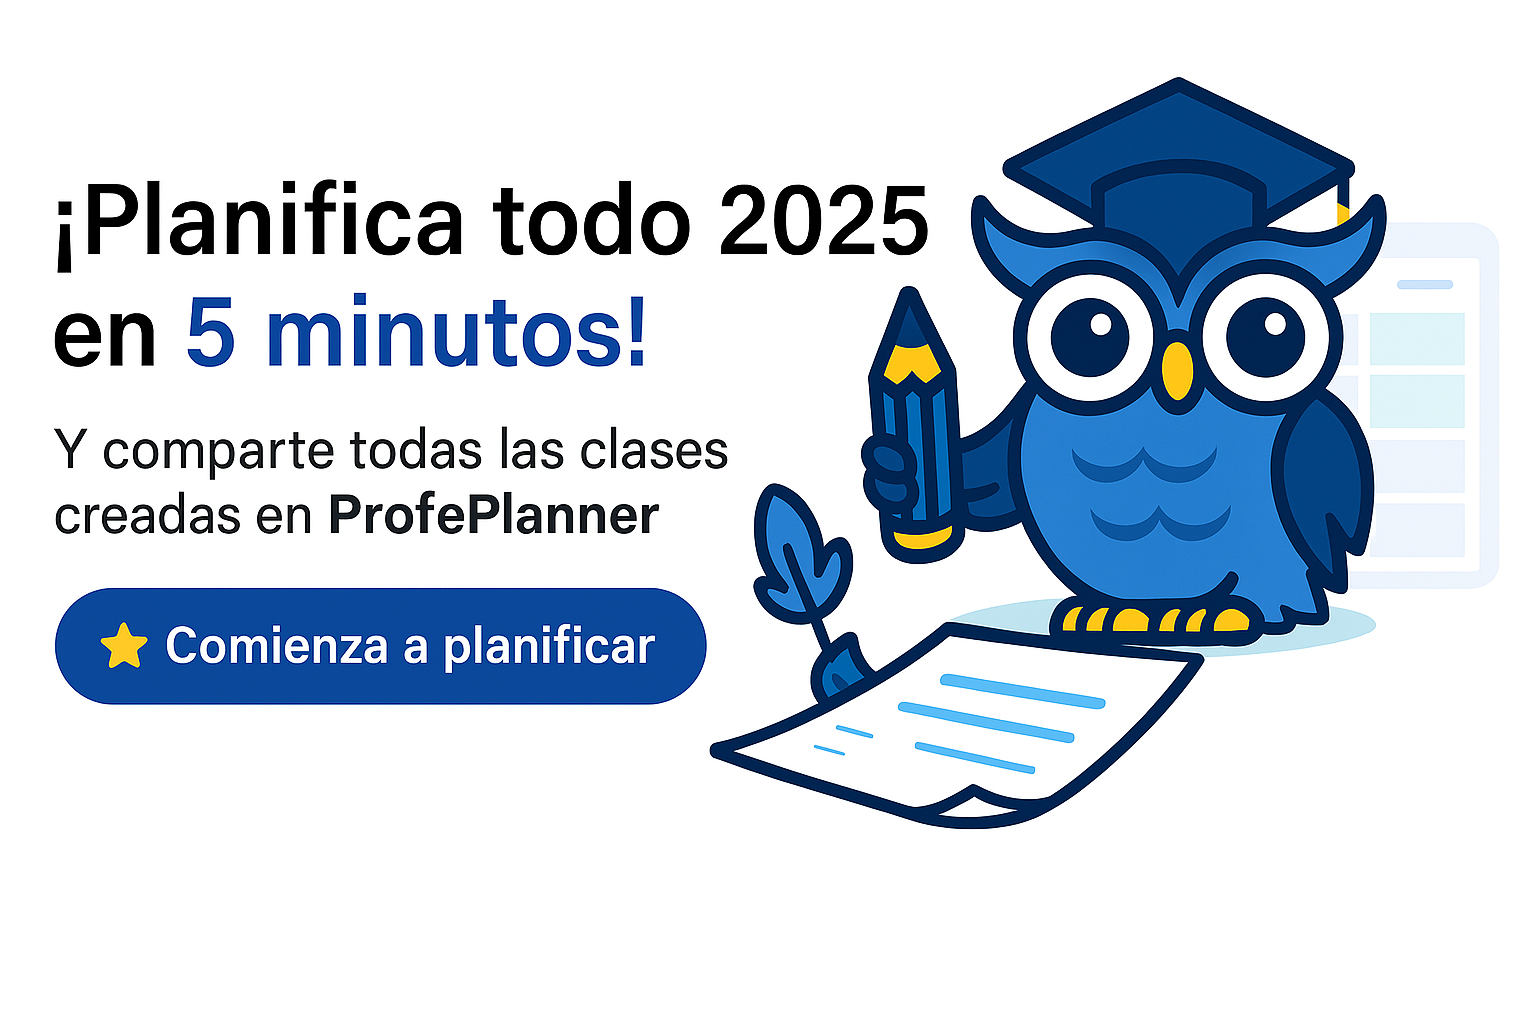 ¡Planifica todo 2025
en 5 minutos!
Y comparte todas las clases
creadas en ProfePlanner
Comienza a planificar